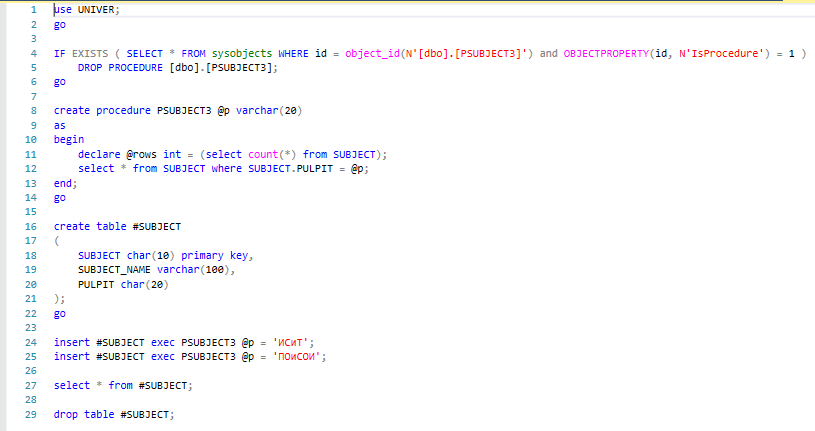 1 use UNIVER;
2 go
3
4 IF EXISTS ( SELECT * FROM sysobjects WHERE id = object_id(N'[dbo].[PSUBJECT3]') and OBJECTPROPERTY(id, N'IsProcedure') = 1 )
5 DROP PROCEDURE [dbo].[PSUBJECT3];
6 go
7
8 create procedure PSUBJECT3 @p varchar(20)
9 as
10 begin
11 declare @rows int = (select count(*) from SUBJECT);
12 select * from SUBJECT where SUBJECT.PULPIT = @p;
13 end;
14 go
15
16 create table #SUBJECT
17 (
18 SUBJECT char(10) primary key,
19 SUBJECT_NAME varchar(100),
20 PULPIT char(20)
21 );
22 go
23
24 insert #SUBJECT exec PSUBJECT3 @p = 'ИСиТ';
25 insert #SUBJECT exec PSUBJECT3 @p = 'ПОиСОИ';
26
27 select * from #SUBJECT;
28
29 drop table #SUBJECT;